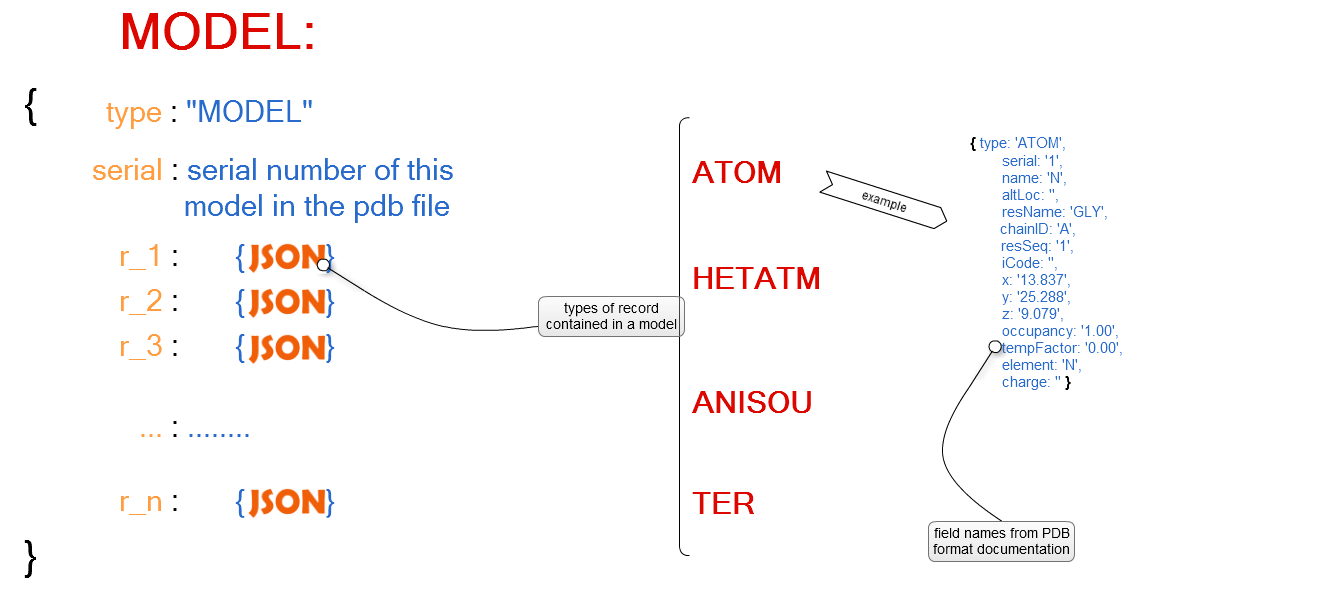 MODEL:
{
type : "MODEL"
serial : serial number of this
model in the pdb file
r_1 : {JSON}
r_2 : {JSON}
r_3 : {JSON}
... : ........
r_n : {JSON}
}
types of record
contained in a model
ATOM
HETATM
ANISOU
TER
example
{ type: 'ATOM',
serial: '1',
name: 'N',
altLoc: '',
resName: 'GLY',
chainID: 'A',
resSeq: '1',
iCode: '',
x: '13.837',
y: '25.288',
z: '9.079',
occupancy: '1.00',
tempFactor: '0.00',
element: 'N',
charge: '' }
field names from PDB
format documentation